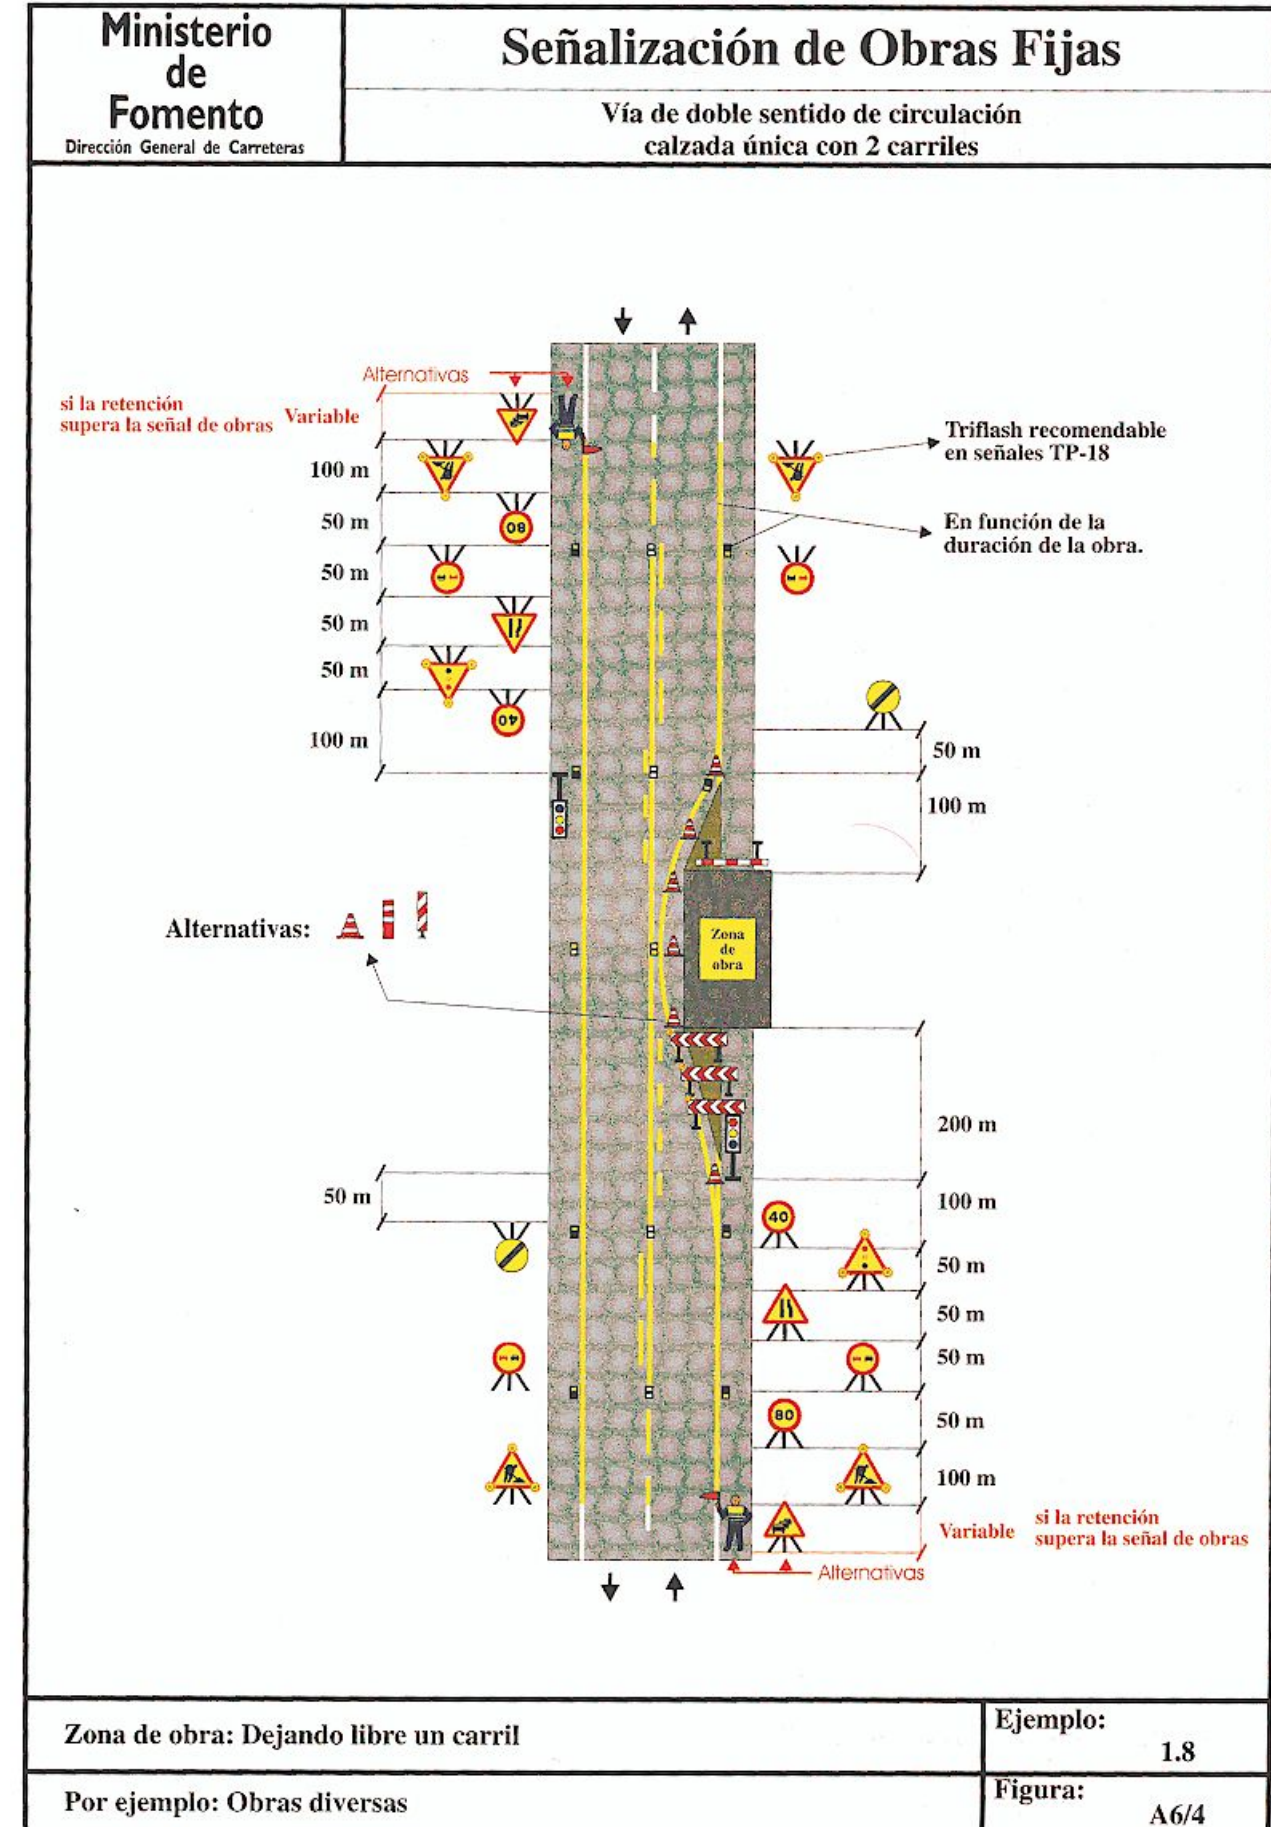 Ministerio
de
Fomento
Dirección General de Carreteras
Señalización de Obras Fijas
Vía de doble sentido de circulación
calzada única con 2 carriles
Alternativas
si la retención
supera la señal de obras
Variable
100 m
50 m
50 m
50 m
50 m
100 m
80
40
Triflash recomendable
en señales TP-18
En función de la
duración de la obra.
50 m
100 m
Alternativas:
Zona
de
obra
200 m
50 m
100 m
40
50 m
50 m
50 m
80
50 m
100 m
Variable
si la retención
supera la señal de obras
Alternativas
Zona de obra: Dejando libre un carril
Ejemplo:
1.8
Por ejemplo: Obras diversas
Figura:
A6/4